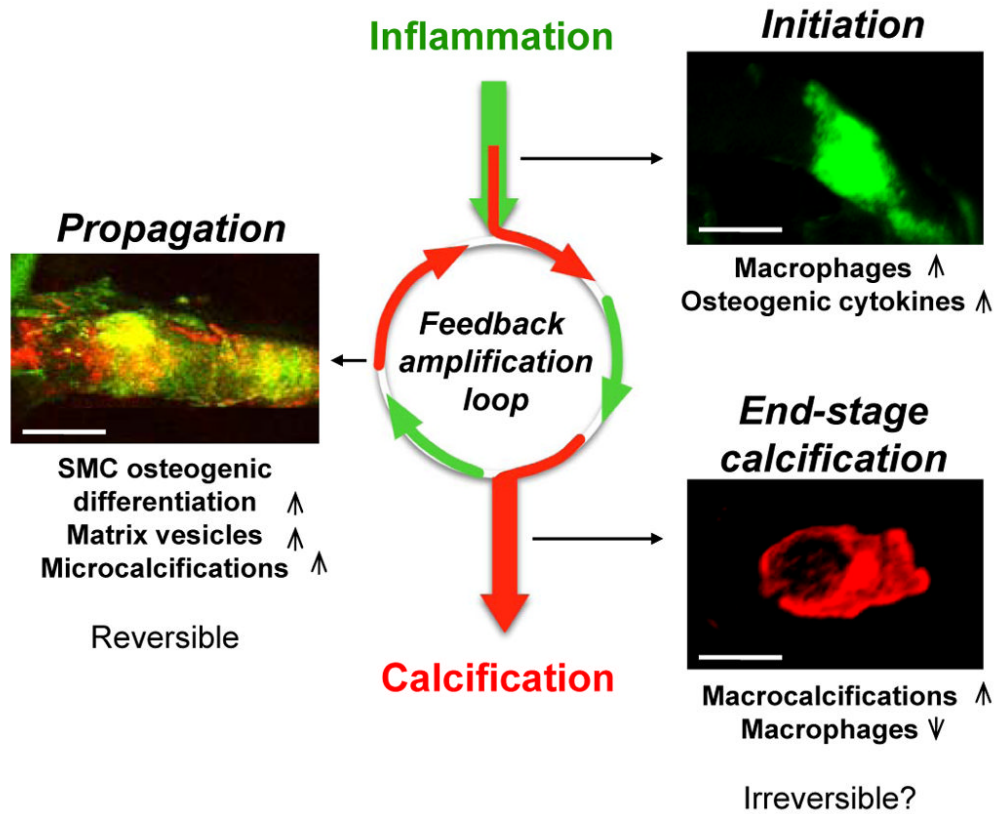 Inflammation
Initiation
Macrophages
Osteogenic cytokines
Propagation
SMC osteogenic
differentiation
Matrix vesicles
Microcalcifications
Reversible
Feedback
amplification
loop
End-stage
calcification
Macrocalcifications
Macrophages
Irreversible?
Calcification